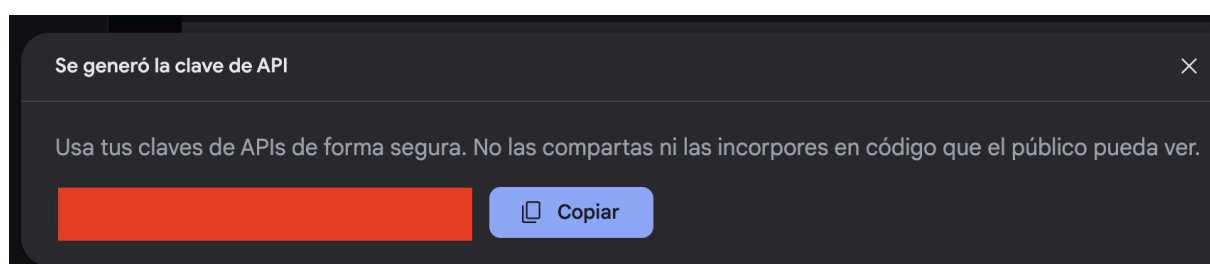 Se generó la clave de API
Usa tus claves de APIs de forma segura. No las compartas ni las incorpores en código que el público pueda ver.
Copiar